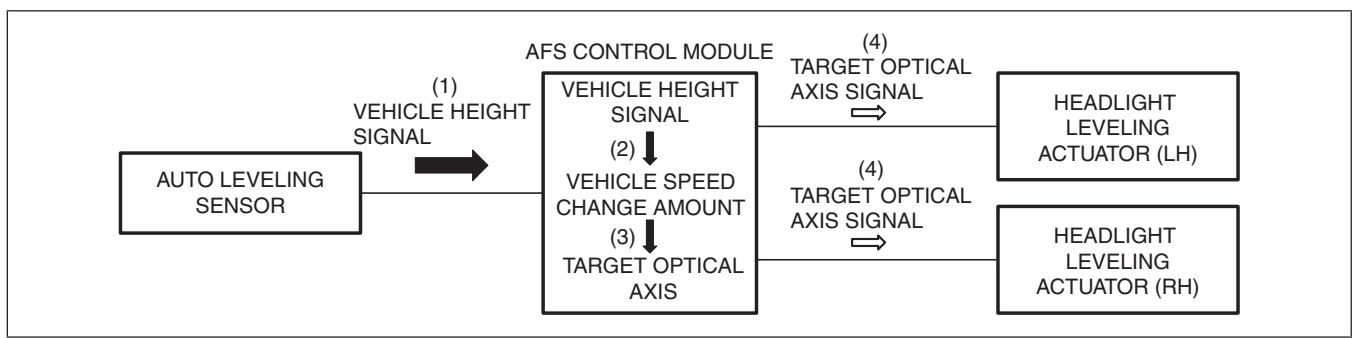 AFS CONTROL MODULE
(1)
VEHICLE HEIGHT
SIGNAL
AUTO LEVELING
SENSOR
VEHICLE HEIGHT
SIGNAL
(2)
VEHICLE SPEED
CHANGE AMOUNT
(3)
TARGET OPTICAL
AXIS
(4)
TARGET OPTICAL
AXIS SIGNAL
HEADLIGHT
LEVELING
ACTUATOR (LH)
(4)
TARGET OPTICAL
AXIS SIGNAL
HEADLIGHT
LEVELING
ACTUATOR (RH)